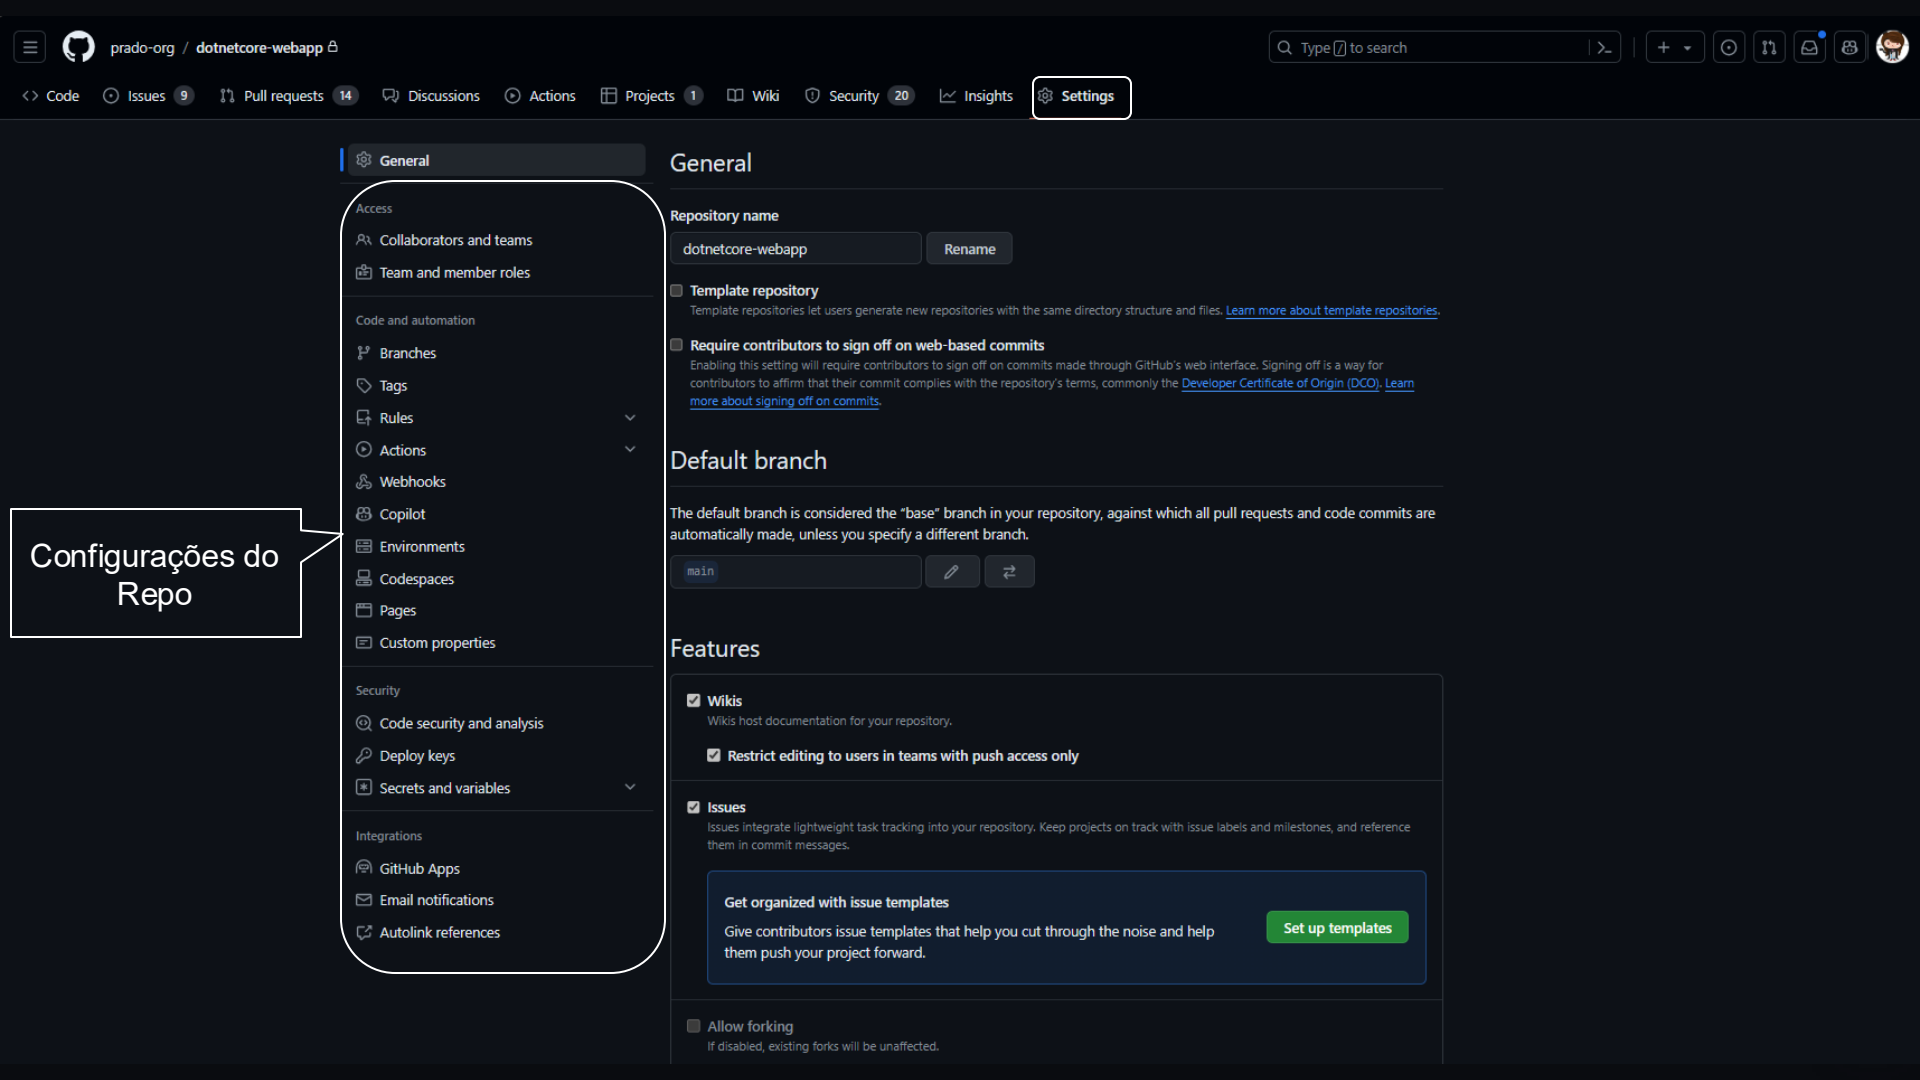 prado-org / dotnetcore-webapp
Type / to search
Code
Issues 9
Pull requests 14
Discussions
Actions
Projects 1
Wiki
Security 20
Insights
Settings
General
Access
Collaborators and teams
Team and member roles
Code and automation
Branches
Tags
Rules
Actions
Webhooks
Copilot
Environments
Codespaces
Pages
Custom properties
Security
Code security and analysis
Deploy keys
Secrets and variables
Integrations
GitHub Apps
Email notifications
Autolink references
Configurações do
Repo
General
Repository name
dotnetcore-webapp
Rename
Template repository
Template repositories let users generate new repositories with the same directory structure and files. Learn more about template repositories.
Require contributors to sign off on web-based commits
Enabling this setting will require contributors to sign off on commits made through GitHub's web interface. Signing off is a way for
contributors to affirm that their commit complies with the repository's terms, commonly the Developer Certificate of Origin (DCO). Learn
more about signing off on commits.
Default branch
The default branch is considered the “base” branch in your repository, against which all pull requests and code commits are
automatically made, unless you specify a different branch.
main
Features
Wikis
Wikis host documentation for your repository.
Restrict editing to users in teams with push access only
Issues
Issues integrate lightweight task tracking into your repository. Keep projects on track with issue labels and milestones, and reference
them in commit messages.
Get organized with issue templates
Give contributors issue templates that help you cut through the noise and help
them push your project forward.
Set up templates
Allow forking
If disabled, existing forks will be unaffected.